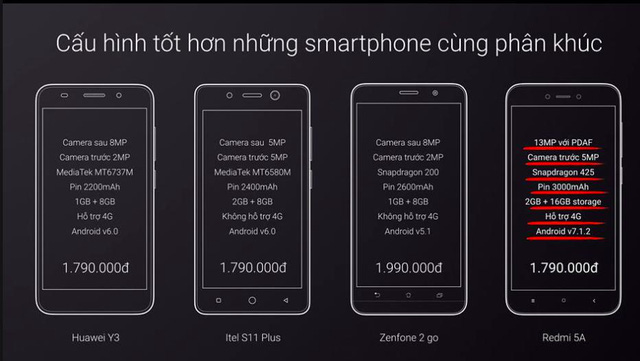 Cấu hình tốt hơn những smartphone cùng phân khúc
Camera sau 8MP
Camera trước 2MP
MediaTek MT6737M
Pin 2200mAh
1GB + 8GB
Hỗ trợ 4G
Android v6.0
1.790.000đ
Huawei Y3
Camera sau 5MP
Camera trước 5MP
MediaTek MT6580M
Pin 2400mAh
2GB + 8GB
Không hỗ trợ 4G
Android v6.0
1.790.000đ
Itel S11 Plus
Camera sau 8MP
Camera trước 2MP
Snapdragon 200
Pin 2600mAh
1GB + 8GB
Không hỗ trợ 4G
Android v5.1
1.990.000đ
Zenfone 2 go
13MP với PDAF
Camera trước 5MP
Snapdragon 425
Pin 3000mAh
2GB + 16GB storage
Hỗ trợ 4G
Android v7.1.2
1.790.000đ
Redmi 5A